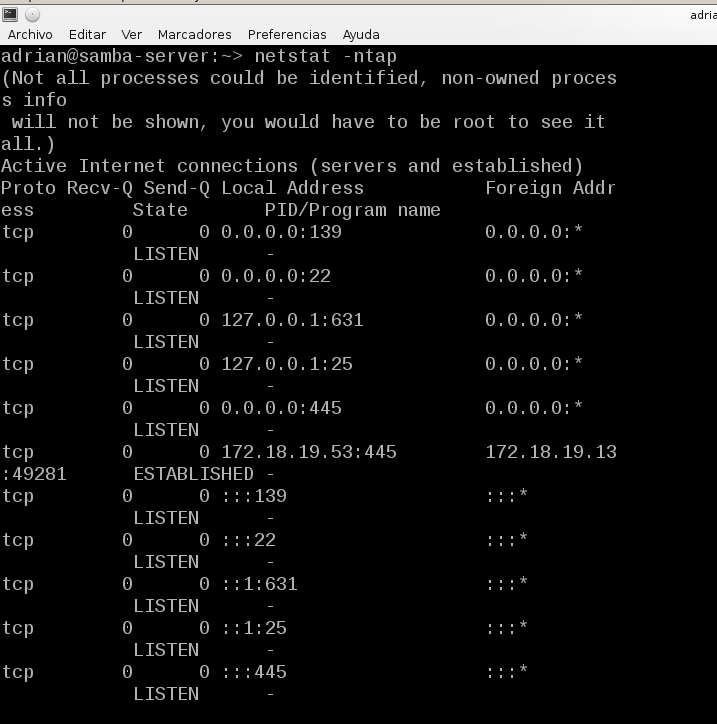 adria
Archivo Editar Ver Marcadores Preferencias Ayuda
adrian@samba-server:~> netstat -ntap
(Not all processes could be identified, non-owned proces
s info
 will not be shown, you would have to be root to see it
all.)
Active Internet connections (servers and established)
Proto Recv-Q Send-Q Local Address           Foreign Addr
ess         State       PID/Program name
tcp        0      0 0.0.0.0:139             0.0.0.0:*
            LISTEN      -
tcp        0      0 0.0.0.0:22              0.0.0.0:*
            LISTEN      -
tcp        0      0 127.0.0.1:631           0.0.0.0:*
            LISTEN      -
tcp        0      0 127.0.0.1:25            0.0.0.0:*
            LISTEN      -
tcp        0      0 0.0.0.0:445             0.0.0.0:*
            LISTEN      -
tcp        0      0 172.18.19.53:445        172.18.19.13
:49281      ESTABLISHED -
tcp        0      0 :::139                  :::*
            LISTEN      -
tcp        0      0 :::22                   :::*
            LISTEN      -
tcp        0      0 ::1:631                 :::*
            LISTEN      -
tcp        0      0 ::1:25                  :::*
            LISTEN      -
tcp        0      0 :::445                  :::*
            LISTEN      -